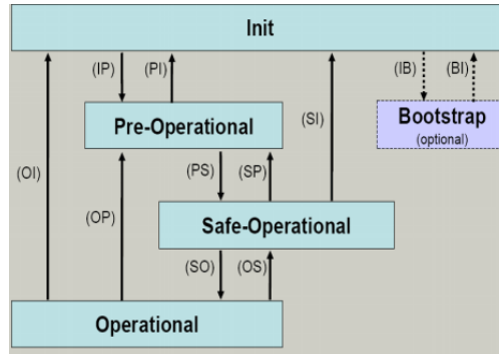 Init
(IP) (PI) (IB) (BI)
(SI)
Pre-Operational
Bootstrap
(optional)
(OI)
(PS) (SP)
(OP)
Safe-Operational
(SO) (OS)
Operational